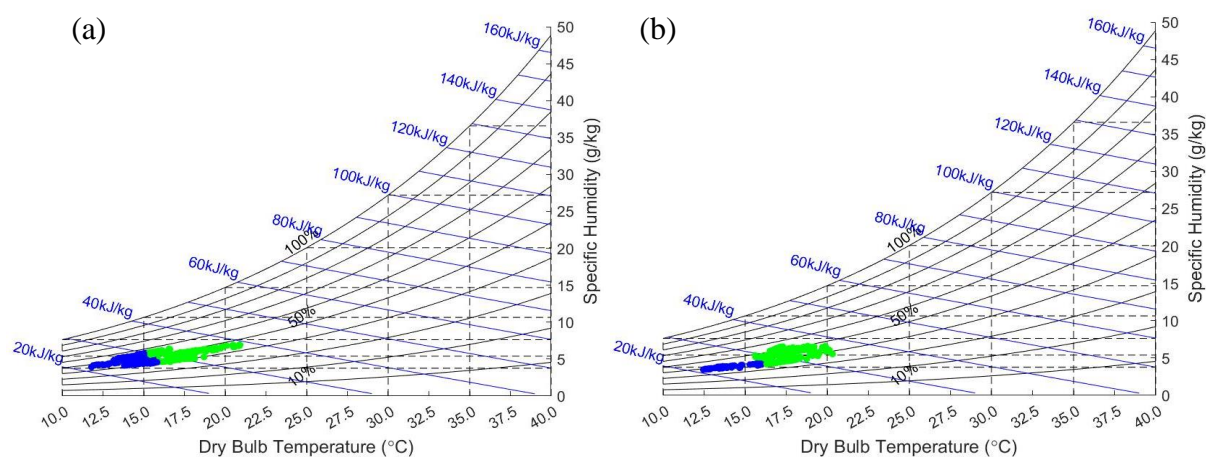 (a)
160kJ/kg
140kJ/kg
120kJ/kg
100kJ/kg
80kJ/kg
60kJ/kg
40kJ/kg
20kJ/kg
100%
50%
10%
50
45
40
35
30
25
20
15
10
5
0
Specific Humidity (g/kg)
10.0 12.5 15.0 17.5 20.0 22.5 25.0 27.5 30.0 32.5 35.0 37.5 40.0
Dry Bulb Temperature (°C)
(b)
160kJ/kg
140kJ/kg
120kJ/kg
100kJ/kg
80kJ/kg
60kJ/kg
40kJ/kg
20kJ/kg
100%
50%
10%
50
45
40
35
30
25
20
15
10
5
0
Specific Humidity (g/kg)
10.0 12.5 15.0 17.5 20.0 22.5 25.0 27.5 30.0 32.5 35.0 37.5 40.0
Dry Bulb Temperature (°C)